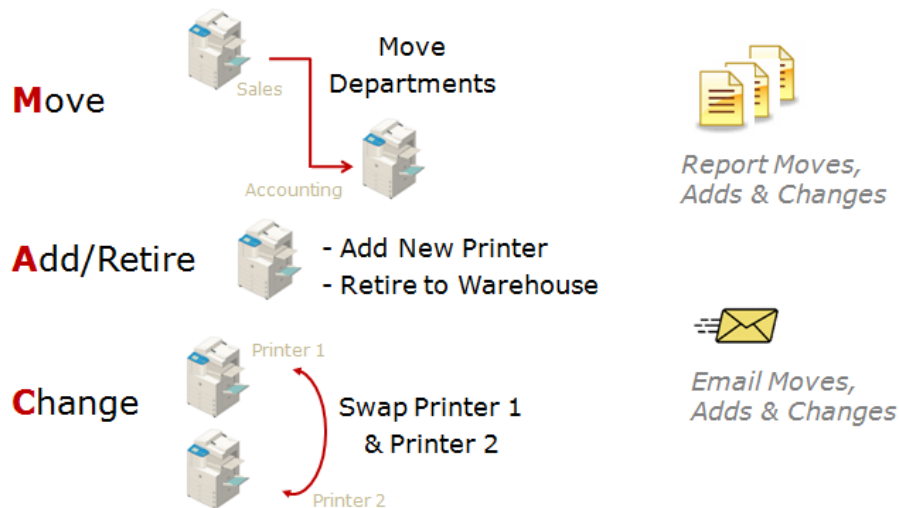 Move
Sales
Move
Departments
Accounting
Report Moves,
Adds & Changes
Add/Retire
- Add New Printer
- Retire to Warehouse
Change
Printer 1
Swap Printer 1
& Printer 2
Printer 2
Email Moves,
Adds & Changes